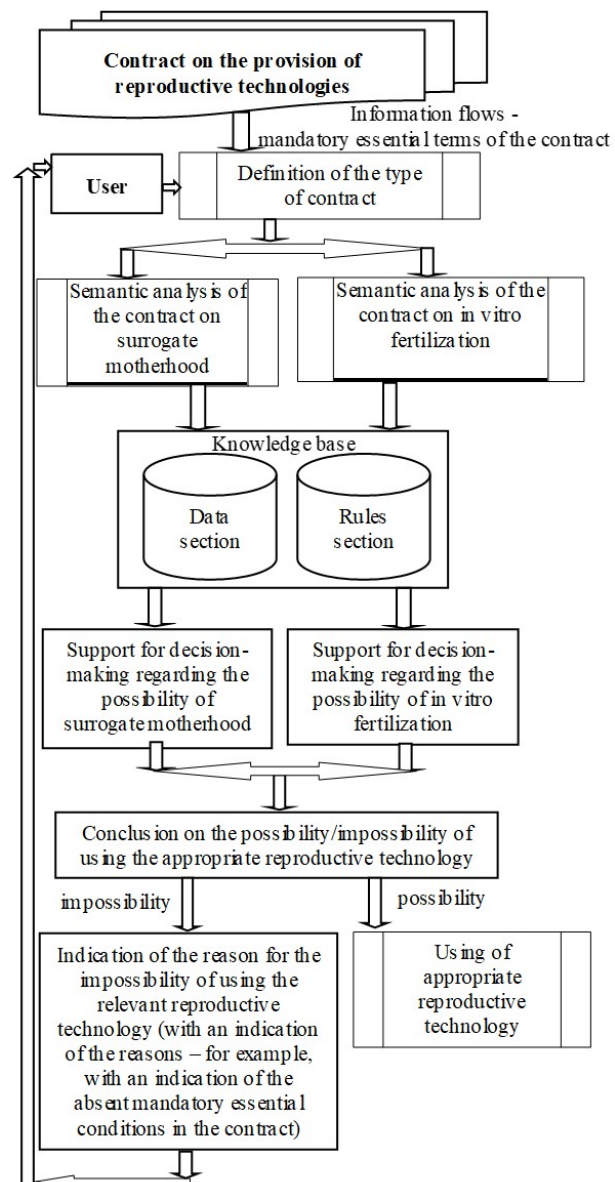 Contract on the provision of
reproductive technologies
Information flows -
mandatory essential terms of the contract
User
Definition of the type
of contract
Semantic analysis of
the contract on
surrogate
motherhood
Semantic analysis of the
contract on in vitro
fertilization
Knowledge base
Data
section
Rules
section
Support for decision-
making regarding the
possibility of
surrogate motherhood
Support for decision-
making regarding the
possibility of in vitro
fertilization
Conclusion on the possibility/impossibility of
using the appropriate reproductive technology
impossibility
possibility
Indication of the reason for the
impossibility of using the
relevant reproductive
technology (with an indication
of the reasons – for example,
with an indication of the
absent mandatory essential
conditions in the contract)
Using of
appropriate
reproductive
technology